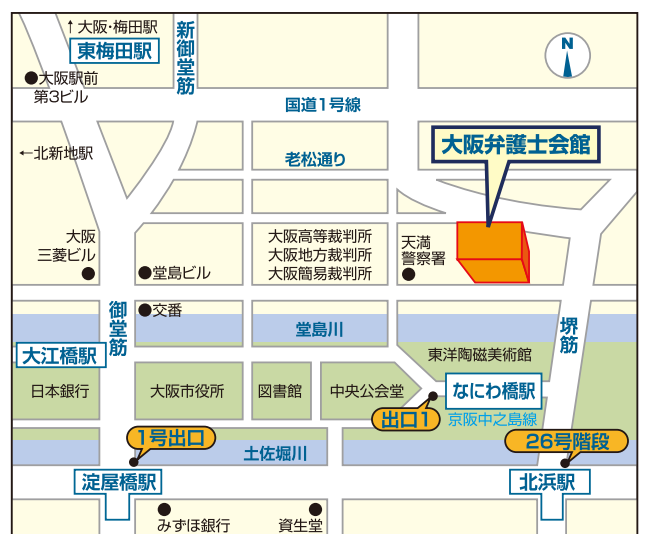 ↑大阪・梅田駅
東梅田駅
新御堂筋
N
大阪駅前
第3ビル
国道1号線
←北新地駅
老松通り
大阪弁護士会館
大阪
三菱ビル
堂島ビル
大阪高等裁判所
大阪地方裁判所
大阪簡易裁判所
天満
警察署
交番
御堂筋
堂島川
堺筋
大江橋駅
東洋陶磁美術館
日本銀行
大阪市役所
図書館
中央公会堂
なにわ橋駅
出口1
京阪中之島線
1号出口
土佐堀川
26号階段
淀屋橋駅
北浜駅
みずほ銀行
資生堂